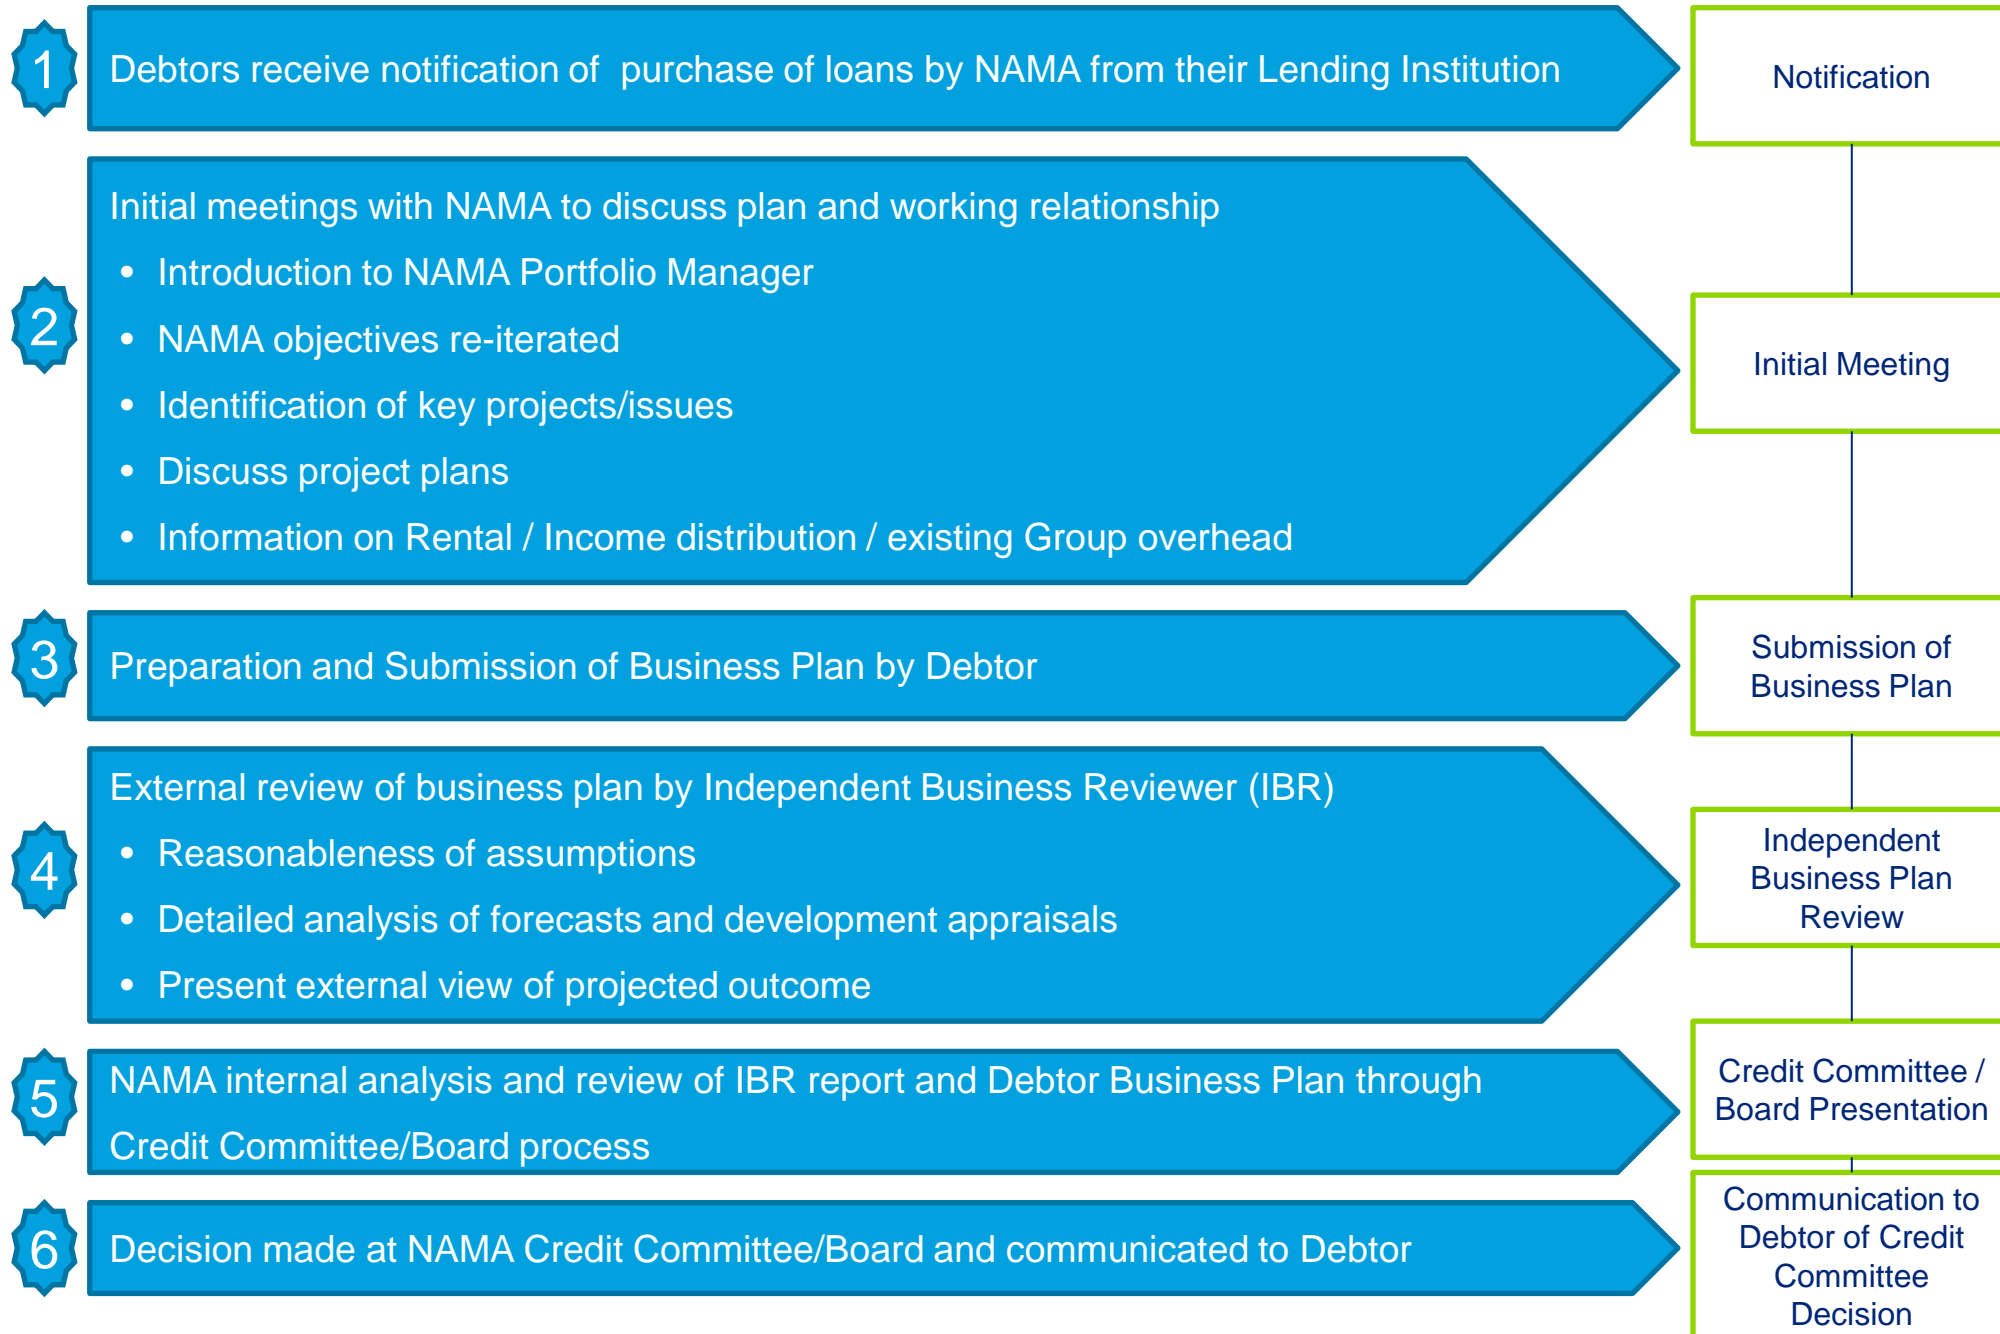 1
Debtors receive notification of  purchase of loans by NAMA from their Lending Institution
Notification
2
Initial meetings with NAMA to discuss plan and working relationship
• Introduction to NAMA Portfolio Manager
• NAMA objectives re-iterated
• Identification of key projects/issues
• Discuss project plans
• Information on Rental / Income distribution / existing Group overhead
Initial Meeting
3
Preparation and Submission of Business Plan by Debtor
Submission of
Business Plan
4
External review of business plan by Independent Business Reviewer (IBR)
• Reasonableness of assumptions
• Detailed analysis of forecasts and development appraisals
• Present external view of projected outcome
Independent
Business Plan
Review
5
NAMA internal analysis and review of IBR report and Debtor Business Plan through
Credit Committee/Board process
Credit Committee /
Board Presentation
6
Decision made at NAMA Credit Committee/Board and communicated to Debtor
Communication to
Debtor of Credit
Committee
Decision